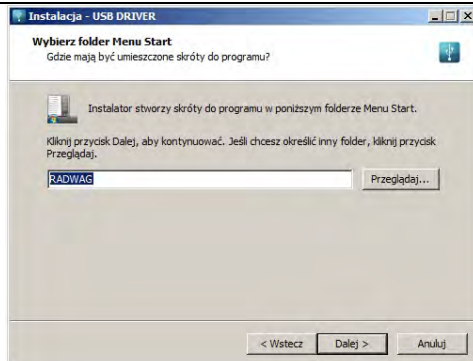 Instalacja - USB DRIVER
Wybierz folder Menu Start
Gdzie mają być umieszczone skróty do programu?
Instalator stworzy skróty do programu w poniższym folderze Menu Start.
Kliknij przycisk Dalej, aby kontynuować. Jeśli chcesz określić inny folder, kliknij przycisk
Przeglądaj.
RADWAG
Przeglądaj...
< Wstecz
Dalej >
Anuluj